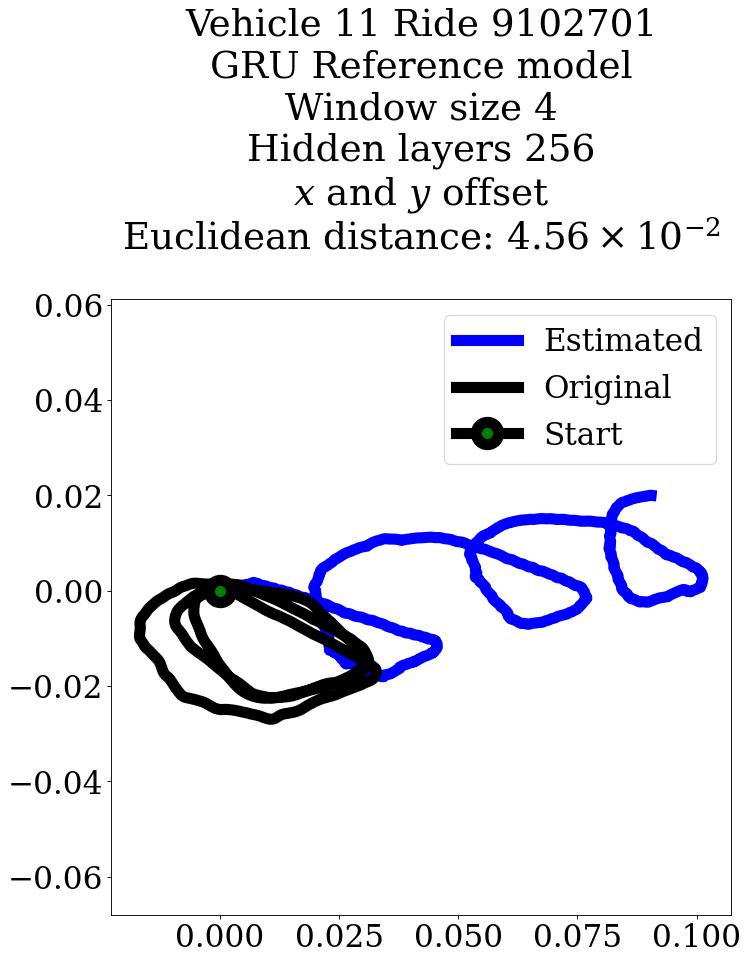 Vehicle 11 Ride 9102701
GRU Reference model
Window size 4
Hidden layers 256
x and y offset
Euclidean distance: 4.56 × 10⁻²
Estimated
Original
Start
0.06
0.04
0.02
0.00
−0.02
−0.04
−0.06
0.000 0.025 0.050 0.075 0.100